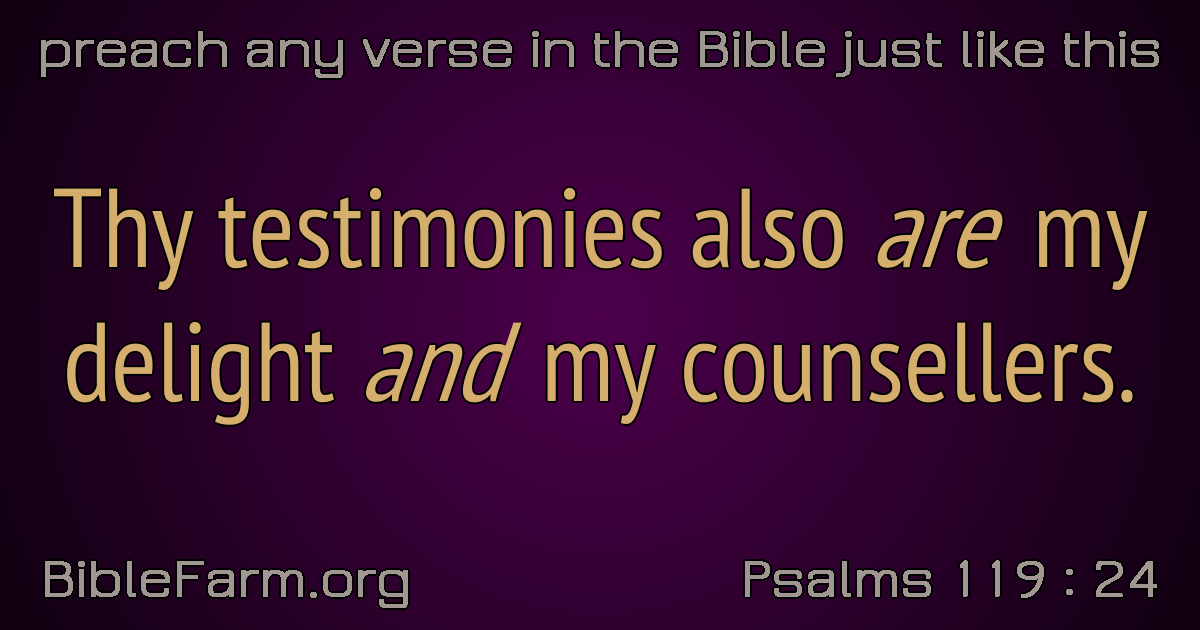 preach any verse in the Bible just like this
Thy testimonies also are my
delight and my counsellers.
BibleFarm.org
Psalms 119 : 24